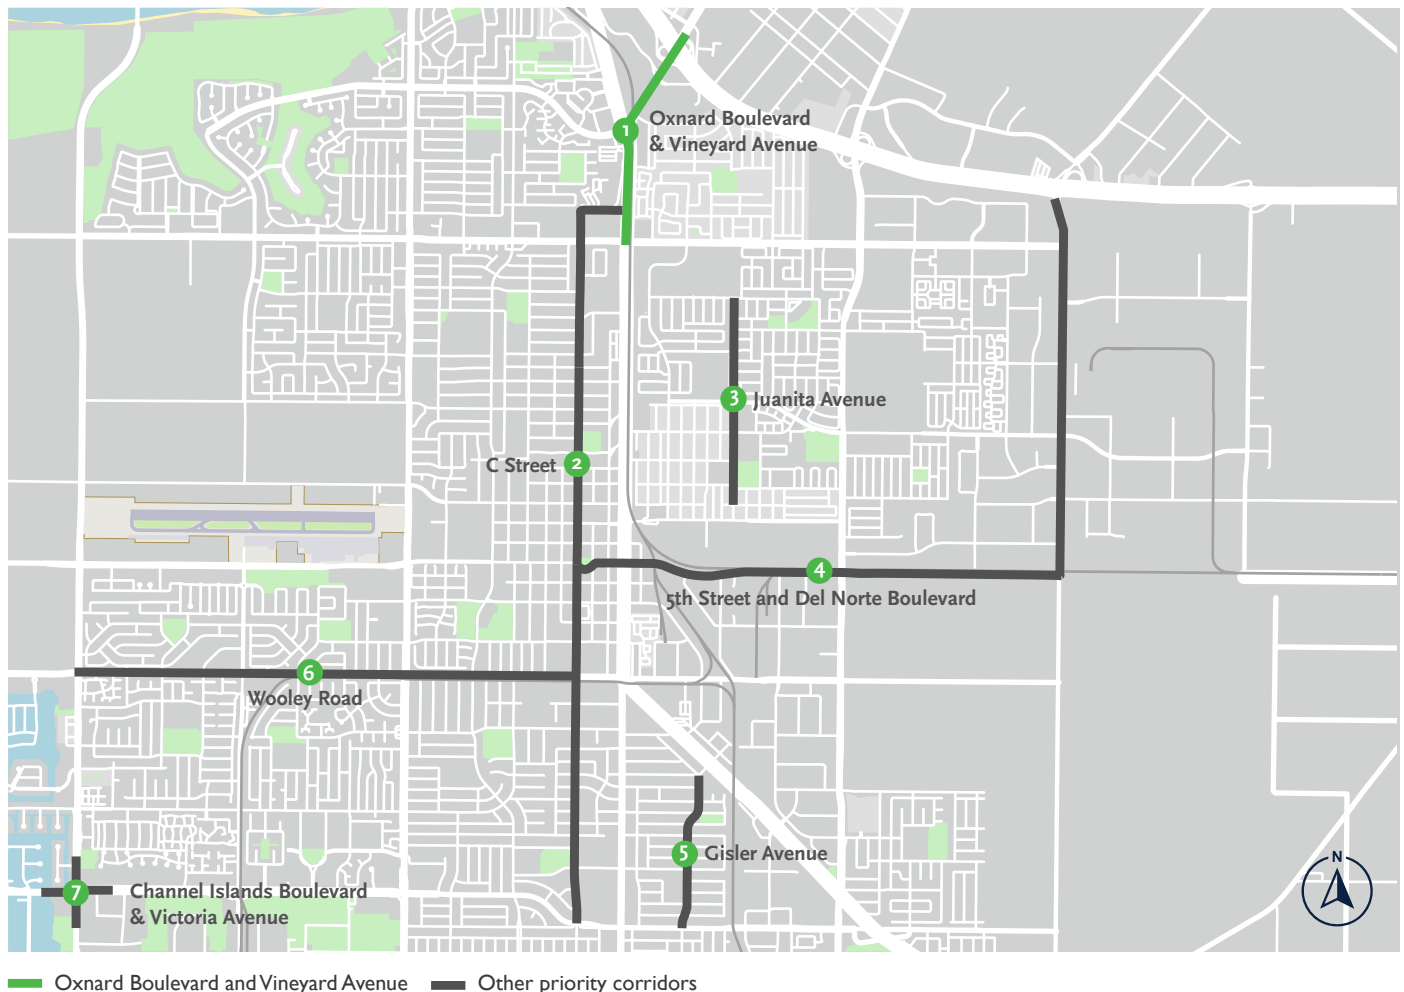 1
Oxnard Boulevard
& Vineyard Avenue
3
Juanita Avenue
C Street
2
4
5th Street and Del Norte Boulevard
6
Wooley Road
5
Gisler Avenue
7
Channel Islands Boulevard
& Victoria Avenue
N
Oxnard Boulevard and Vineyard Avenue
Other priority corridors